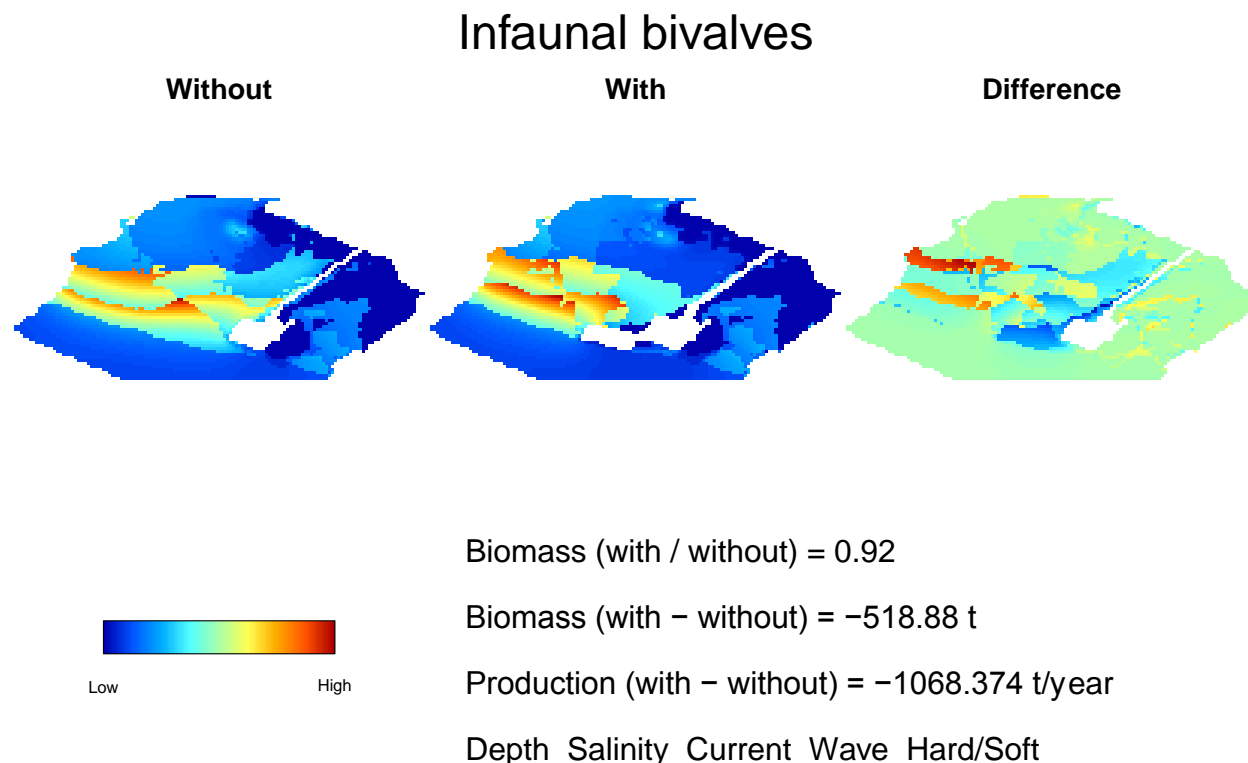 Infaunal bivalves
Without With Difference
Biomass (with / without) = 0.92
Biomass (with − without) = −518.88 t
Low High
Production (with − without) = −1068.374 t/year
Depth Salinity Current Wave Hard/Soft